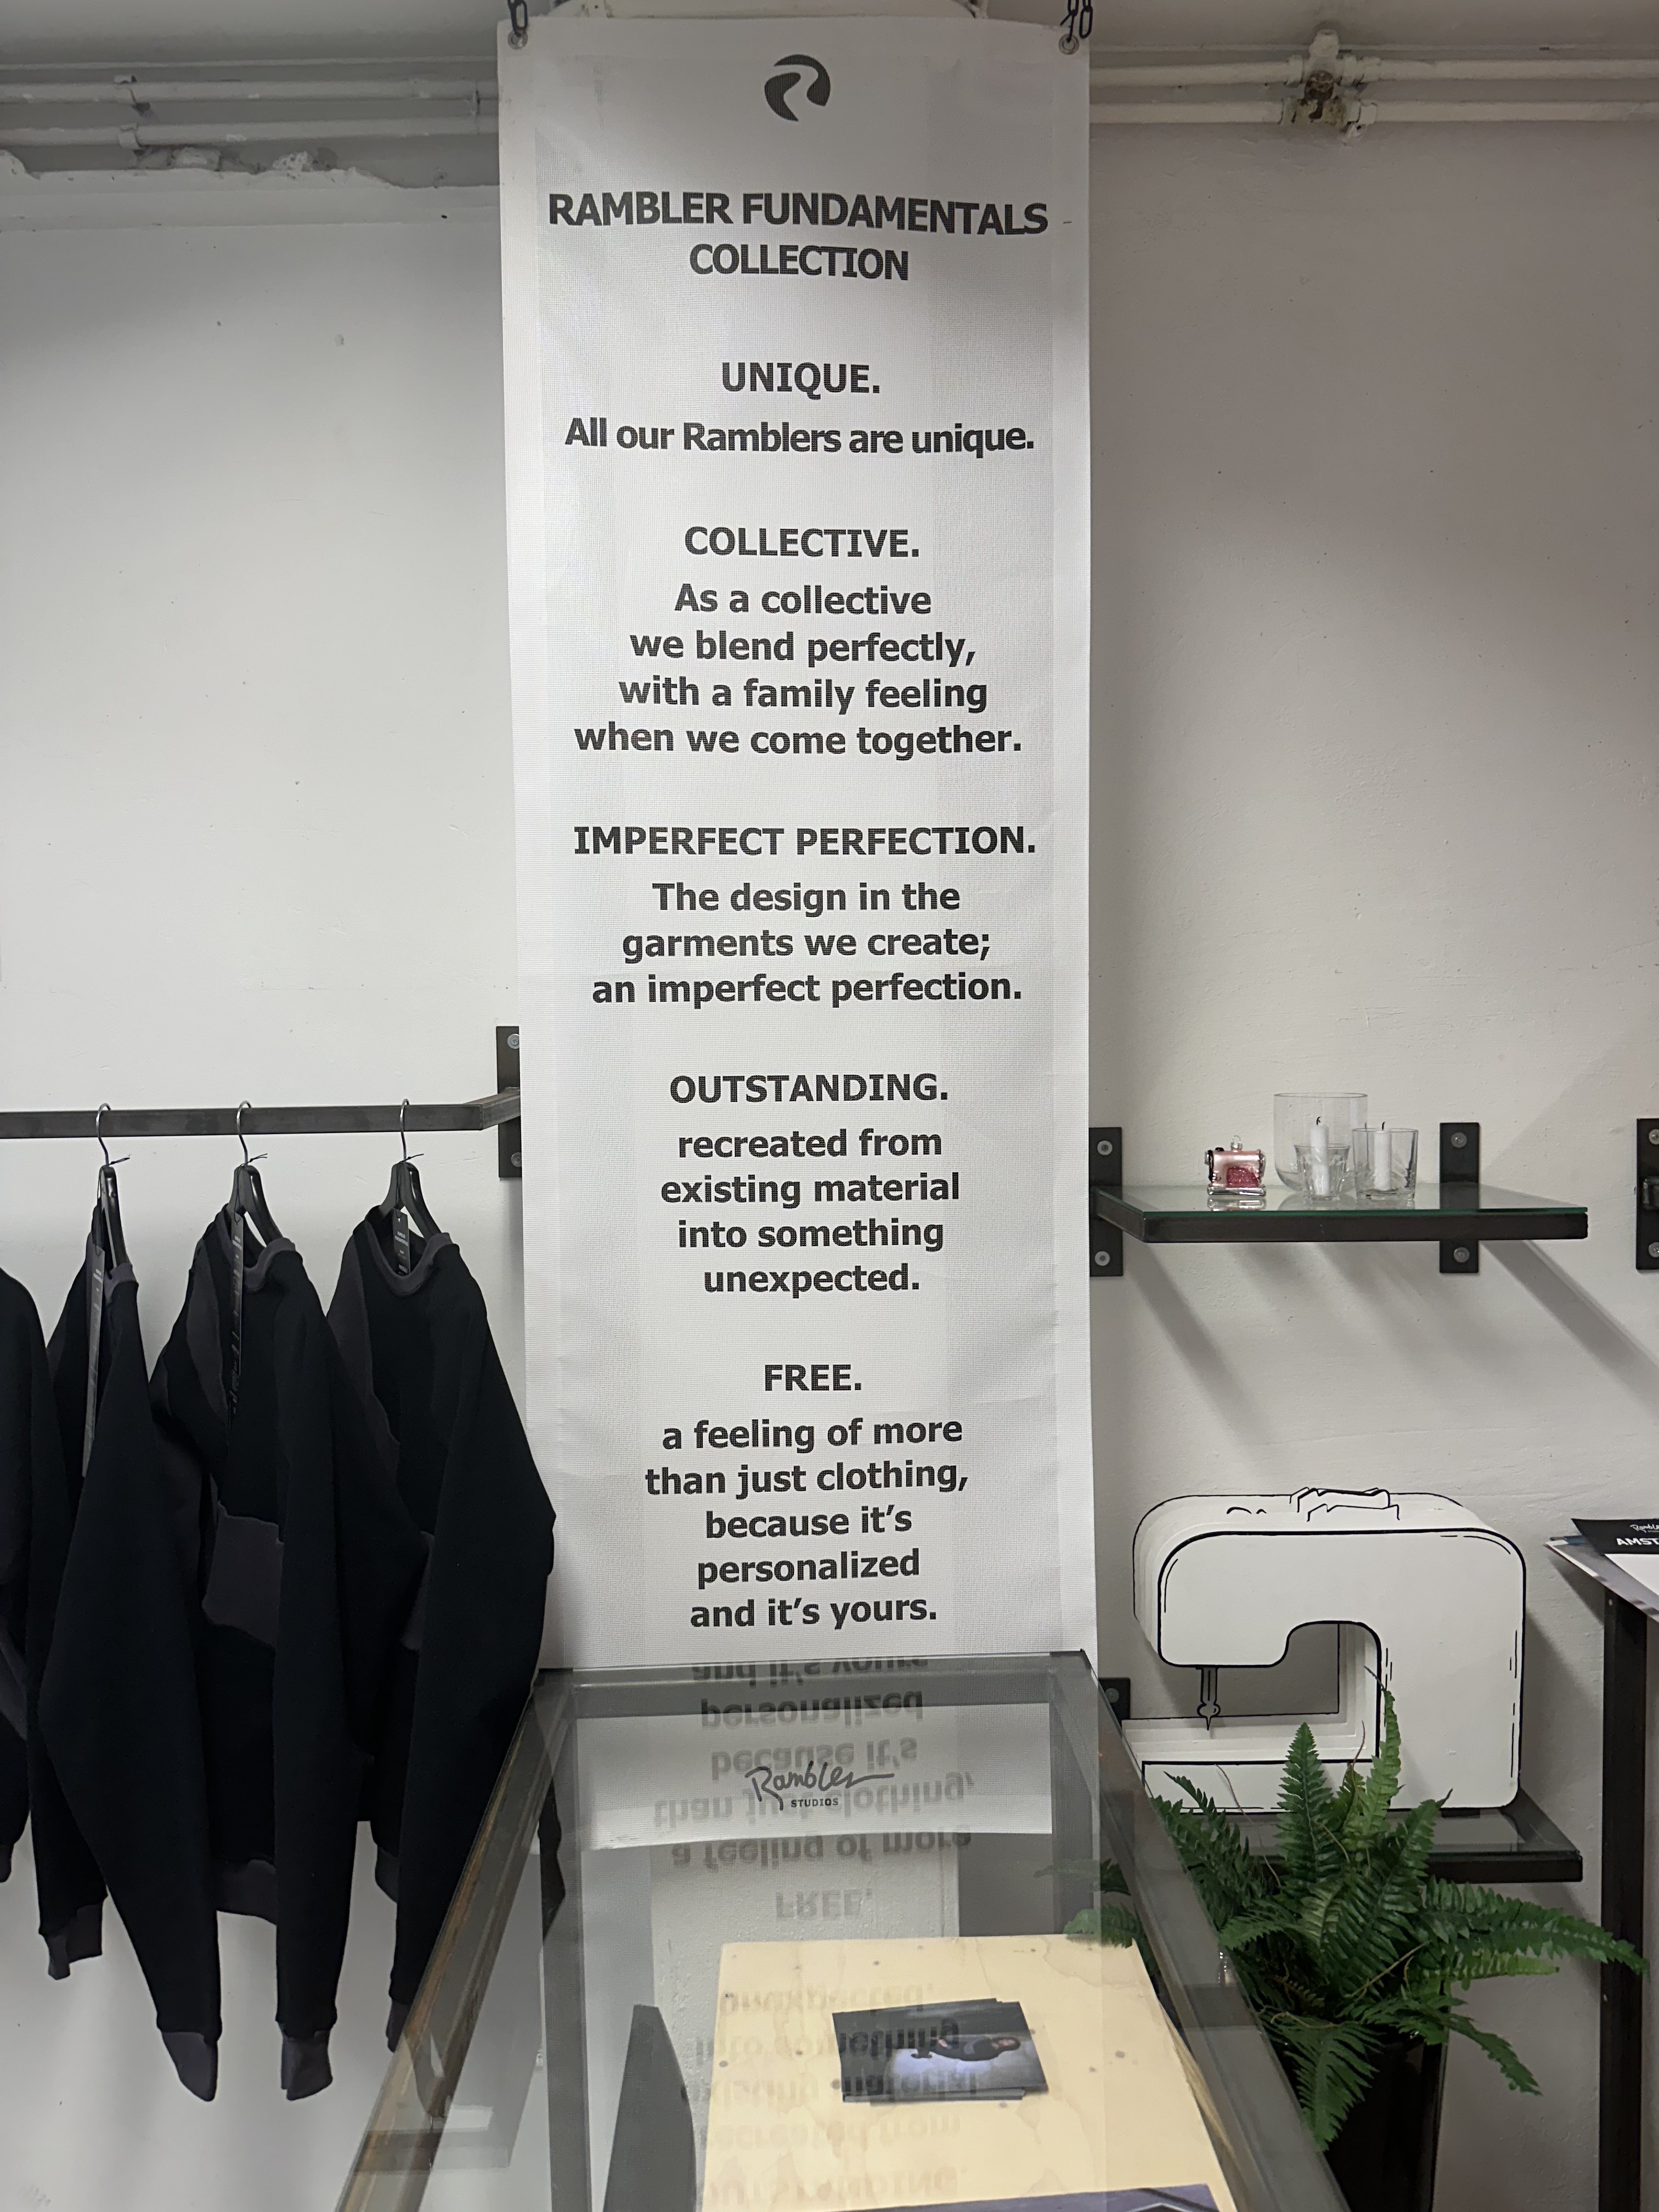 RAMBLER FUNDAMENTALS
COLLECTION
UNIQUE.
All our Ramblers are unique.
COLLECTIVE.
As a collective
we blend perfectly,
with a family feeling
when we come together.
IMPERFECT PERFECTION.
The design in the
garments we create;
an imperfect perfection.
OUTSTANDING.
recreated from
existing material
into something
unexpected.
FREE.
a feeling of more
than just clothing,
because it's
personalized
and it's yours.
Rambler
STUDIOS